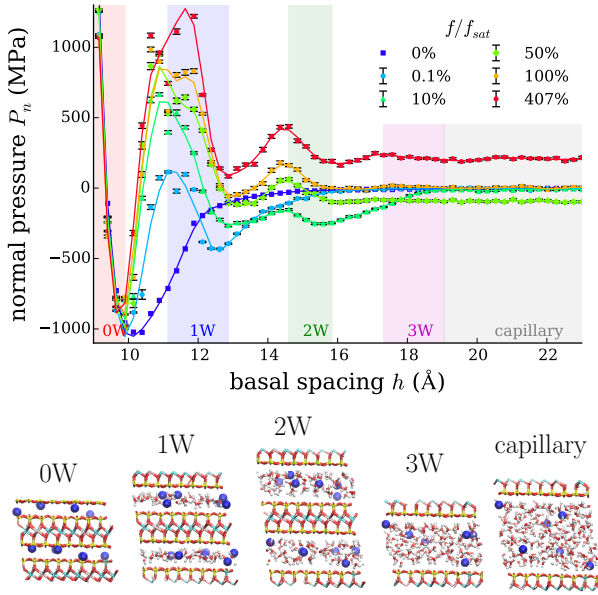 normal pressure P_n (MPa)
1000
500
0
−500
−1000
f/f_sat
0%
0.1%
10%
50%
100%
407%
0W
1W
2W
3W
capillary
10
12
14
16
18
20
22
basal spacing h (Å)
0W
1W
2W
3W
capillary